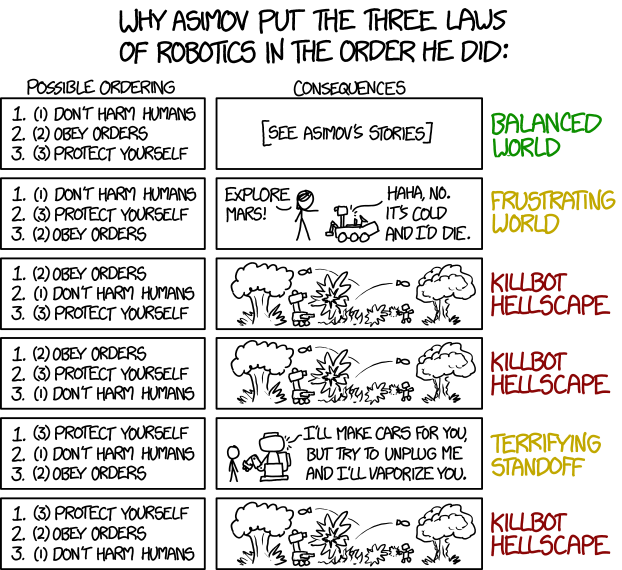 WHY ASIMOV PUT THE THREE LAWS
OF ROBOTICS IN THE ORDER HE DID:
POSSIBLE ORDERING
CONSEQUENCES
1. (1) DON'T HARM HUMANS
2. (2) OBEY ORDERS
3. (3) PROTECT YOURSELF
[SEE ASIMOV'S STORIES]
BALANCED
WORLD
1. (1) DON'T HARM HUMANS
2. (3) PROTECT YOURSELF
3. (2) OBEY ORDERS
EXPLORE
MARS!
HAHA, NO.
IT'S COLD
AND I'D DIE.
FRUSTRATING
WORLD
1. (2) OBEY ORDERS
2. (1) DON'T HARM HUMANS
3. (3) PROTECT YOURSELF
KILLBOT
HELLSCAPE
1. (2) OBEY ORDERS
2. (3) PROTECT YOURSELF
3. (1) DON'T HARM HUMANS
KILLBOT
HELLSCAPE
1. (3) PROTECT YOURSELF
2. (1) DON'T HARM HUMANS
3. (2) OBEY ORDERS
I'LL MAKE CARS FOR YOU,
BUT TRY TO UNPLUG ME
AND I'LL VAPORIZE YOU.
TERRIFYING
STANDOFF
1. (3) PROTECT YOURSELF
2. (2) OBEY ORDERS
3. (1) DON'T HARM HUMANS
KILLBOT
HELLSCAPE